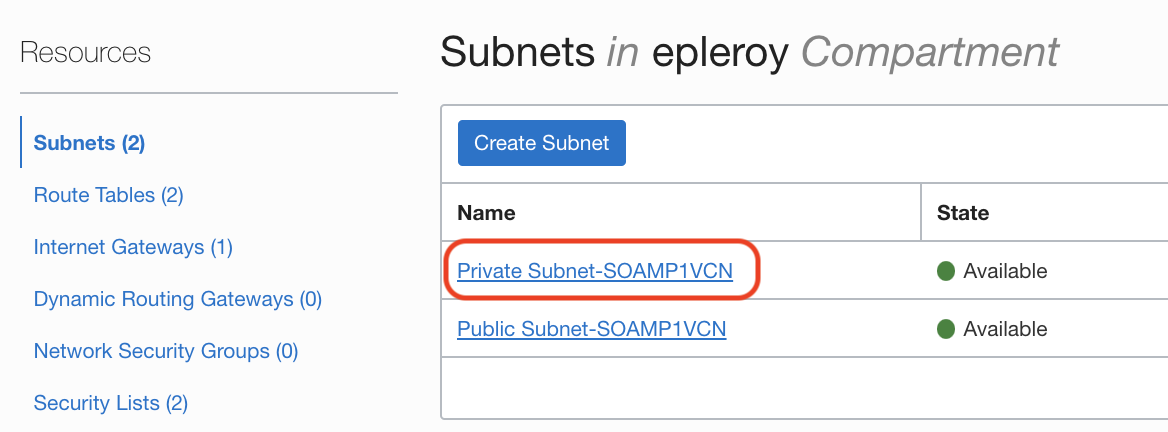 Resources
Subnets (2)
Route Tables (2)
Internet Gateways (1)
Dynamic Routing Gateways (0)
Network Security Groups (0)
Security Lists (2)
Subnets in epleroy Compartment
Create Subnet
Name State
Private Subnet-SOAMP1VCN Available
Public Subnet-SOAMP1VCN Available